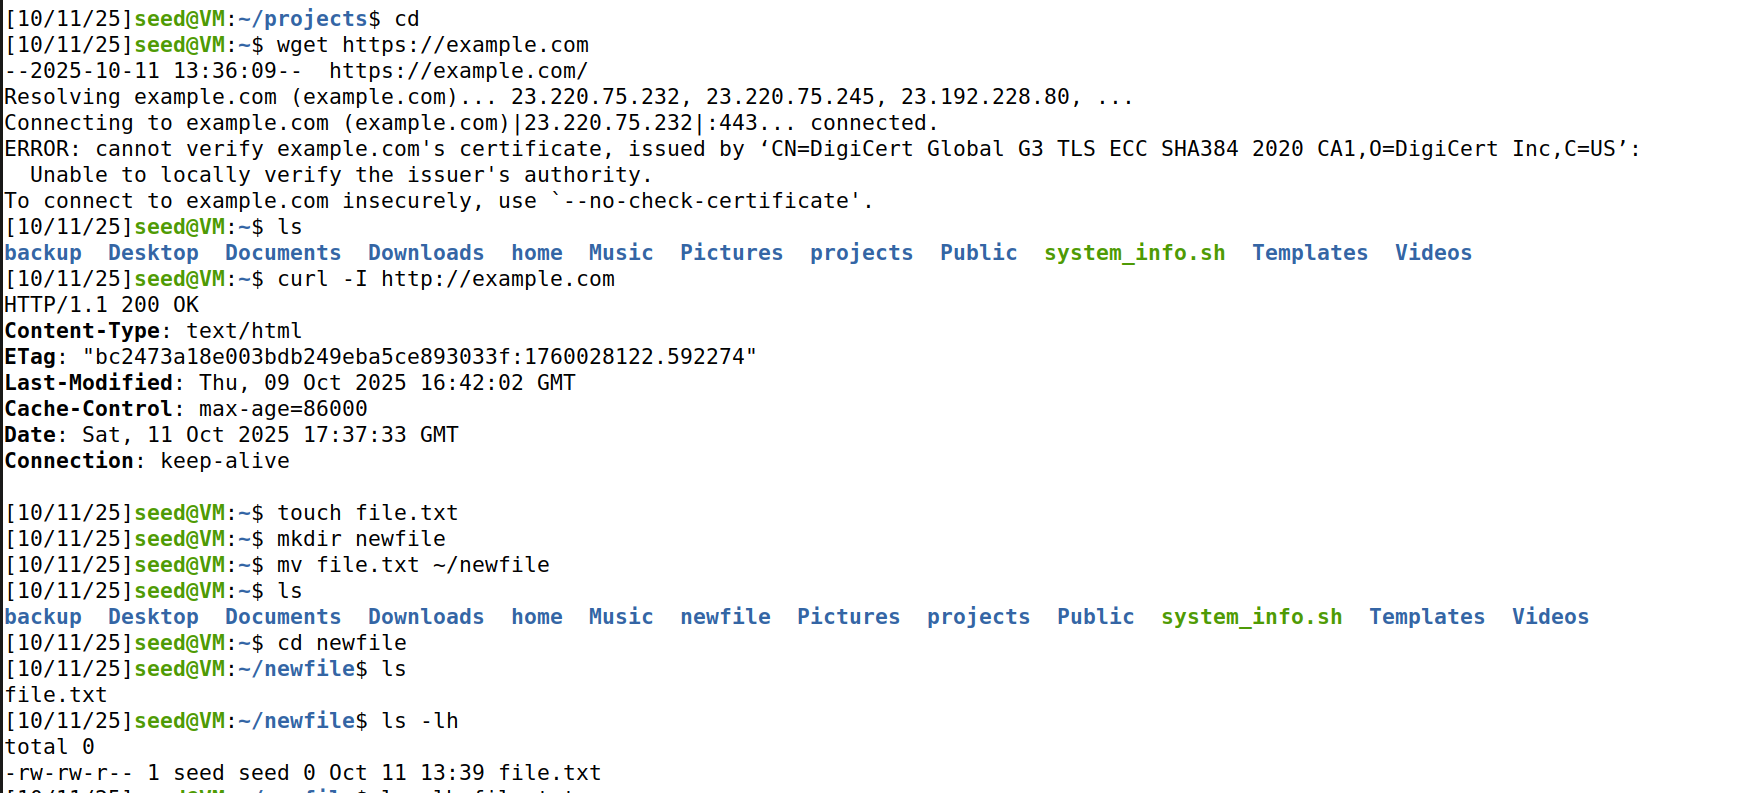 [10/11/25]seed@VM:~/projects$ cd
[10/11/25]seed@VM:~$ wget https://example.com
--2025-10-11 13:36:09--  https://example.com/
Resolving example.com (example.com)... 23.220.75.232, 23.220.75.245, 23.192.228.80, ...
Connecting to example.com (example.com)|23.220.75.232|:443... connected.
ERROR: cannot verify example.com's certificate, issued by ‘CN=DigiCert Global G3 TLS ECC SHA384 2020 CA1,O=DigiCert Inc,C=US’:
  Unable to locally verify the issuer's authority.
To connect to example.com insecurely, use `--no-check-certificate'.
[10/11/25]seed@VM:~$ ls
backup  Desktop  Documents  Downloads  home  Music  Pictures  projects  Public  system_info.sh  Templates  Videos
[10/11/25]seed@VM:~$ curl -I http://example.com
HTTP/1.1 200 OK
Content-Type: text/html
ETag: "bc2473a18e003bdb249eba5ce893033f:1760028122.592274"
Last-Modified: Thu, 09 Oct 2025 16:42:02 GMT
Cache-Control: max-age=86000
Date: Sat, 11 Oct 2025 17:37:33 GMT
Connection: keep-alive

[10/11/25]seed@VM:~$ touch file.txt
[10/11/25]seed@VM:~$ mkdir newfile
[10/11/25]seed@VM:~$ mv file.txt ~/newfile
[10/11/25]seed@VM:~$ ls
backup  Desktop  Documents  Downloads  home  Music  newfile  Pictures  projects  Public  system_info.sh  Templates  Videos
[10/11/25]seed@VM:~$ cd newfile
[10/11/25]seed@VM:~/newfile$ ls
file.txt
[10/11/25]seed@VM:~/newfile$ ls -lh
total 0
-rw-rw-r-- 1 seed seed 0 Oct 11 13:39 file.txt